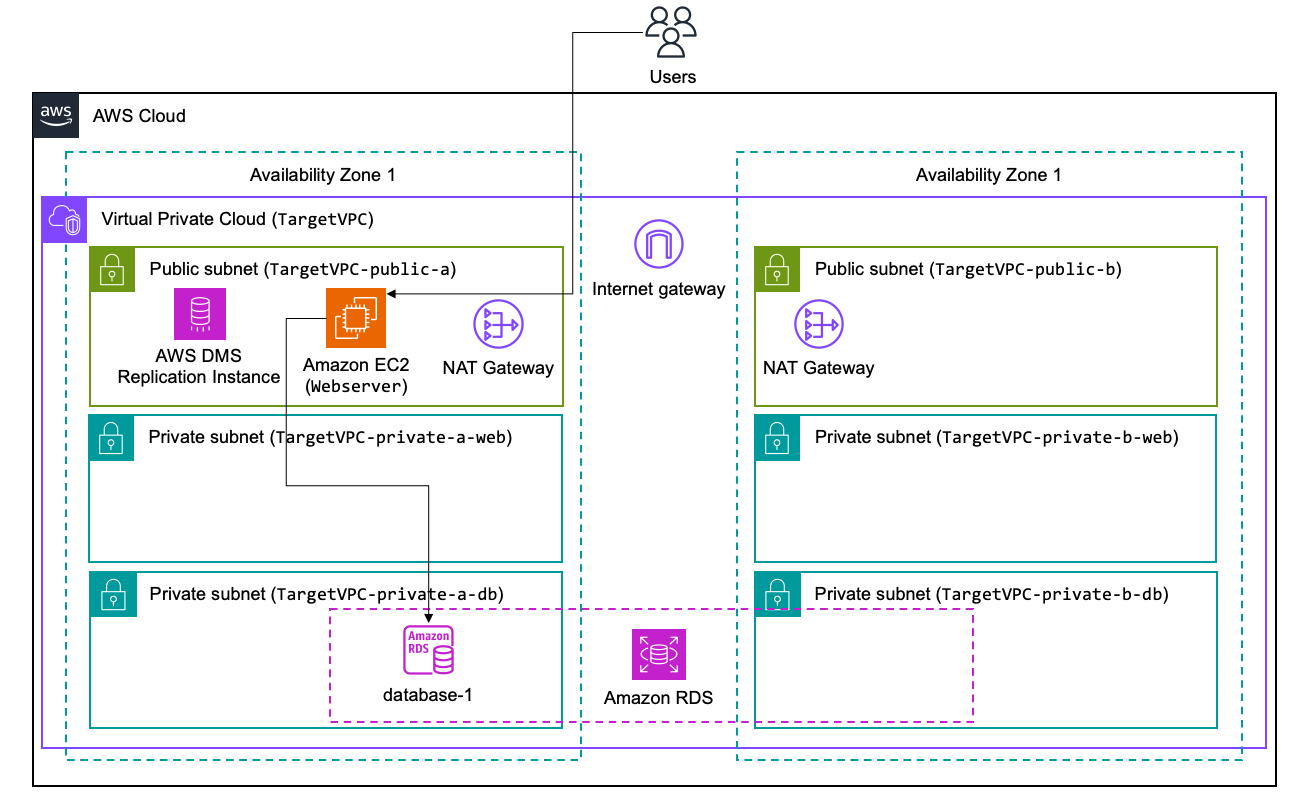 Users
aws
AWS Cloud
Availability Zone 1
Availability Zone 1
Virtual Private Cloud (TargetVPC)
Internet gateway
Public subnet (TargetVPC-public-a)
AWS DMS
Replication Instance
Amazon EC2
(Webserver)
NAT Gateway
Public subnet (TargetVPC-public-b)
NAT Gateway
Private subnet (TargetVPC-private-a-web)
Private subnet (TargetVPC-private-b-web)
Private subnet (TargetVPC-private-a-db)
Private subnet (TargetVPC-private-b-db)
Amazon
RDS
database-1
Amazon RDS